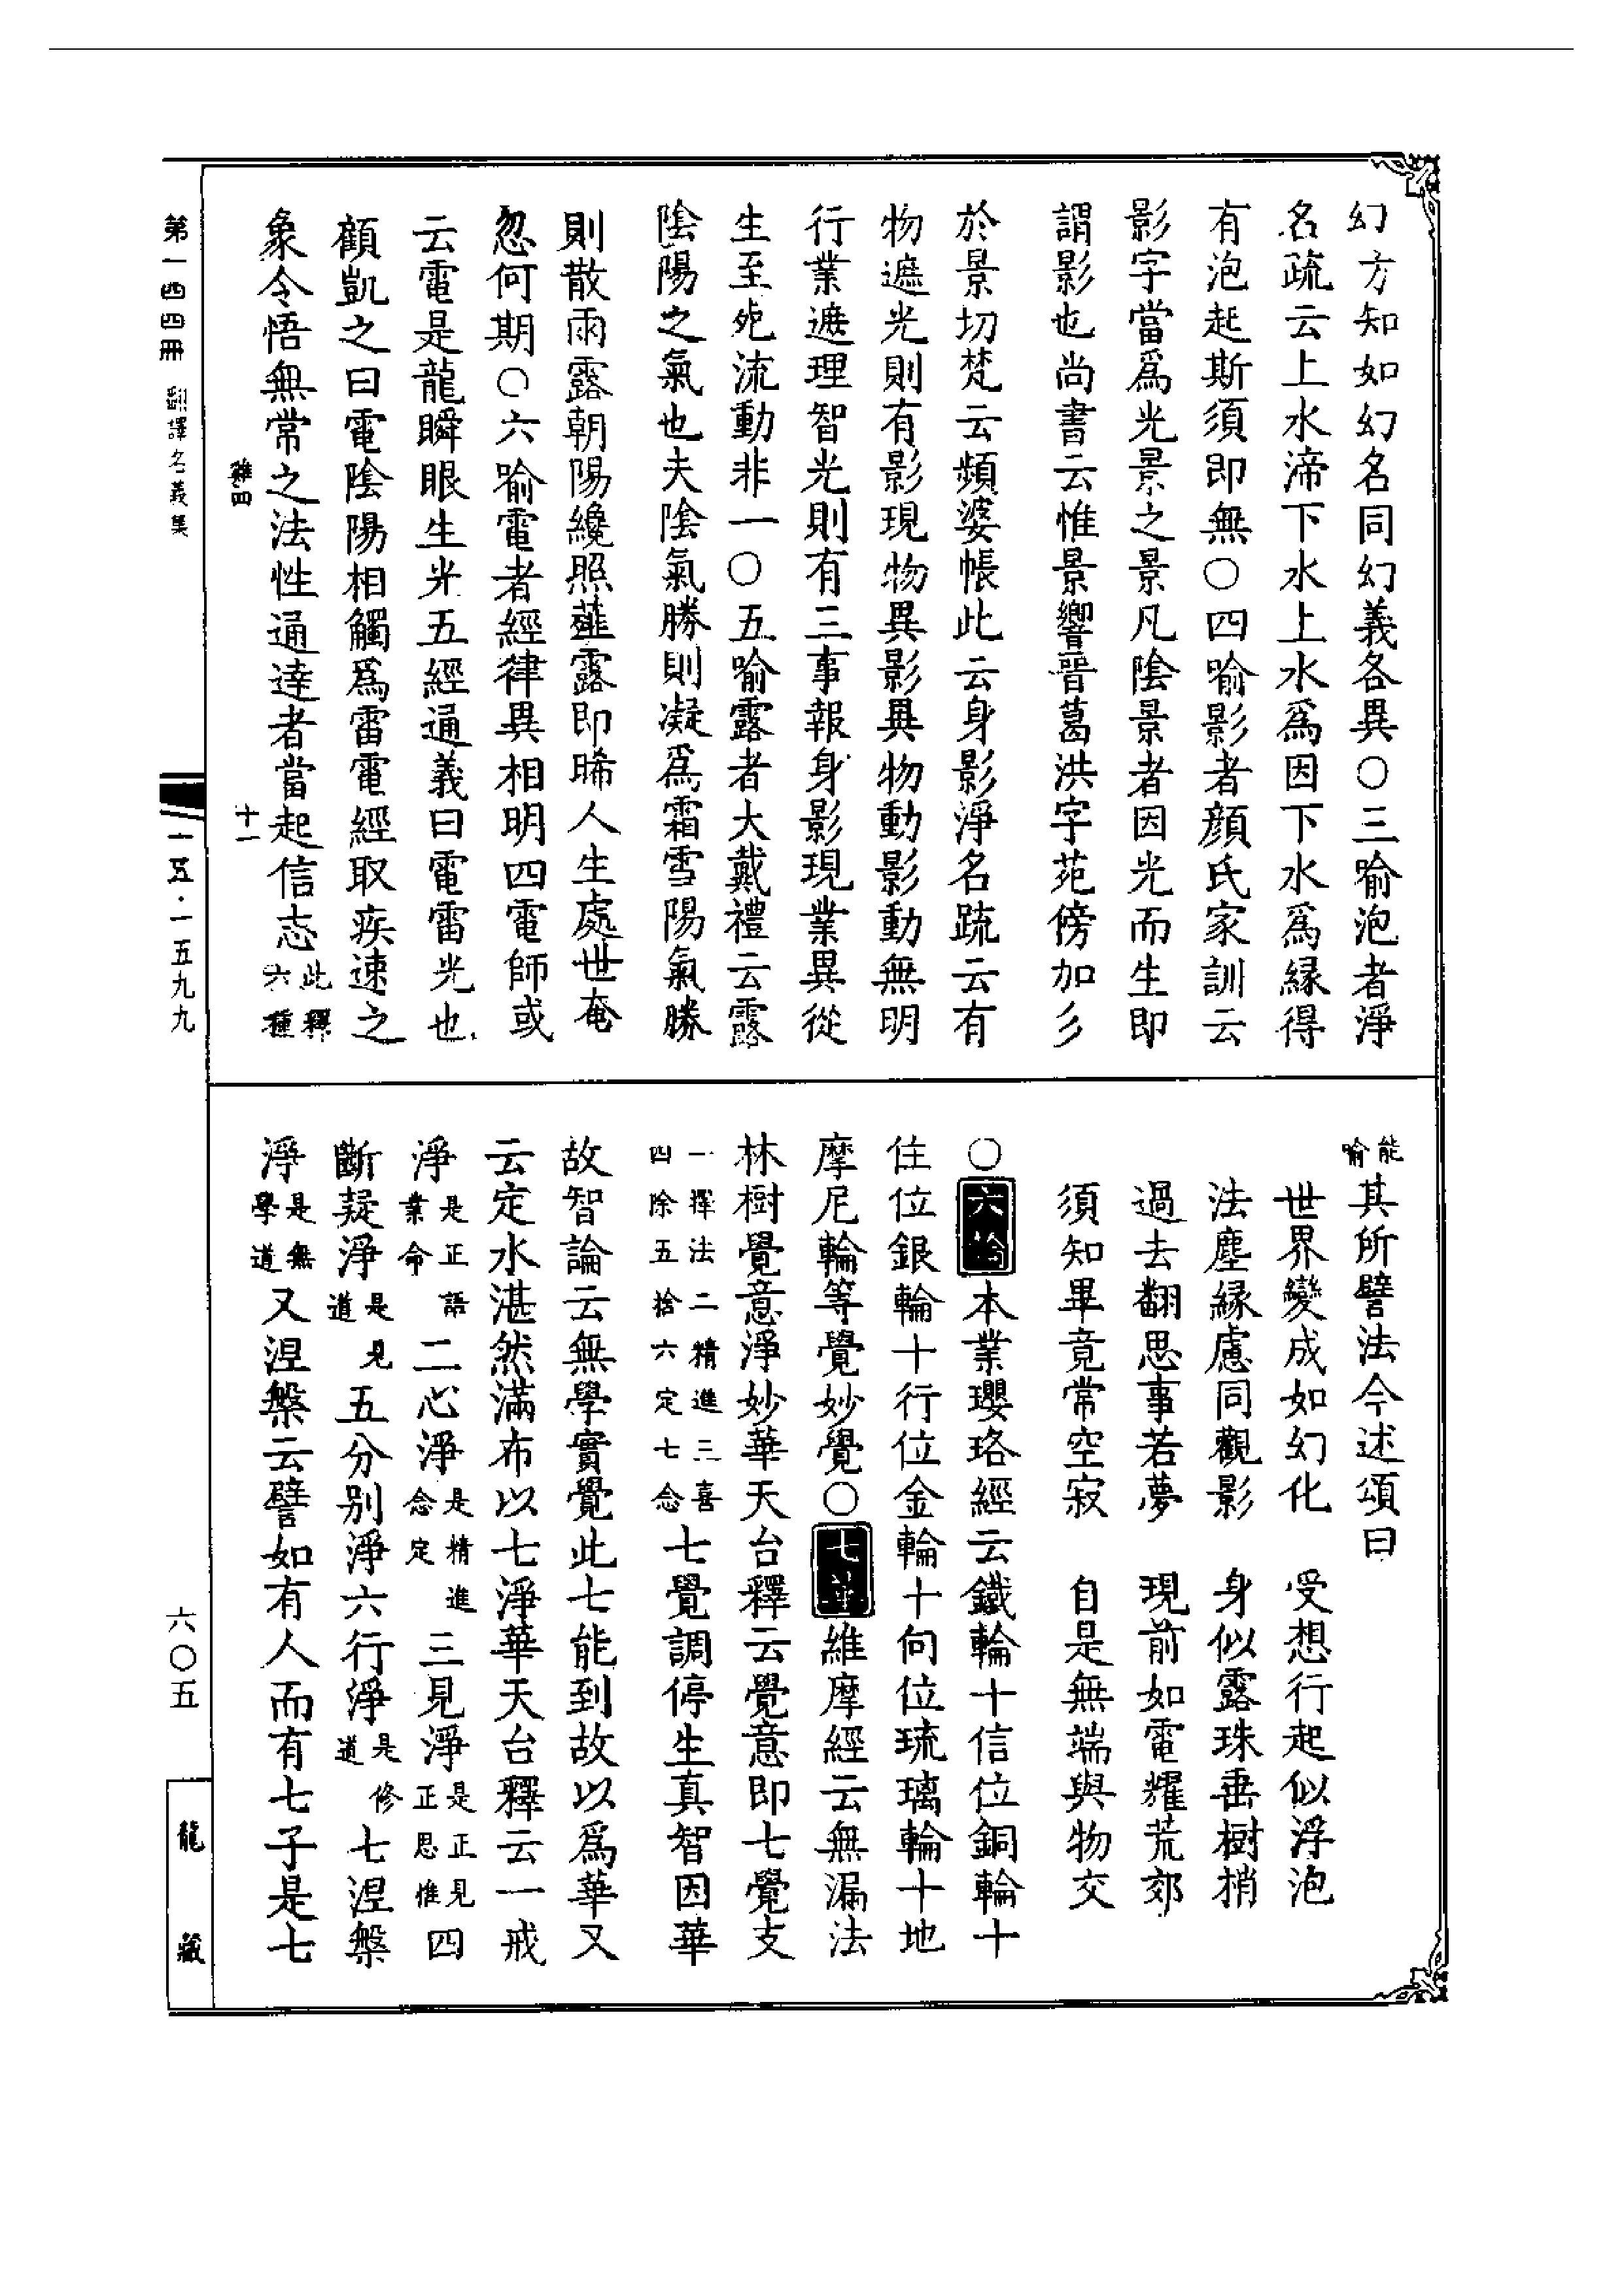 幻方知如幻名同幻義各異○三喻泡者淨
名疏云上水渧下水上水爲因下水爲緣得
有泡起斯須即無○四喻影者顏氏家訓云
影字當爲光景之景凡陰景者因光而生即
謂影也尚書云惟景響晉葛洪字苑傍加彡
於景切梵云頻婆帳此云身影淨名疏云有
物遮光則有影現物異影異物動影動無明
行業遮理智光則有三事報身影現業異從
生至死流動非一○五喻露者大戴禮云露
陰陽之氣也夫陰氣勝則凝爲霜雪陽氣勝
則散雨露朝陽纔照薤露即晞人生處世奄
忽何期○六喻電者經律異相明四電師或
云電是龍瞬眼生光五經通義曰電雷光也
顧凱之曰電陰陽相觸爲雷電經取疾速之
象令悟無常之法性通達者當起信志此釋六種
能喻其所譬法今述頌曰
世界變成如幻化 受想行起似浮泡
法塵緣慮同觀影 身似露珠垂樹梢
過去翻思事若夢 現前如電耀荒郊
須知畢竟常空寂 自是無端與物交
○六輪本業瓔珞經云鐵輪十信位銅輪十
住位銀輪十行位金輪十向位琉璃輪十地
摩尼輪等覺妙覺○七華維摩經云無漏法
林樹覺意淨妙華天台釋云覺意即七覺支
一擇法二精進三喜四除五捨六定七念七覺調停生真智因華
故智論云無學實覺此七能到故以爲華又
云定水湛然滿布以七淨華天台釋云一戒
淨是正語業命二心淨是精進念定三見淨是正見正思惟四
斷疑淨是見道五分別淨六行淨是修道七涅槃
淨是無學道又涅槃云譬如有人而有七子是七
第一四四冊 翻譯名義集
雞四
十一
一五·一五九九
六〇五
龍藏